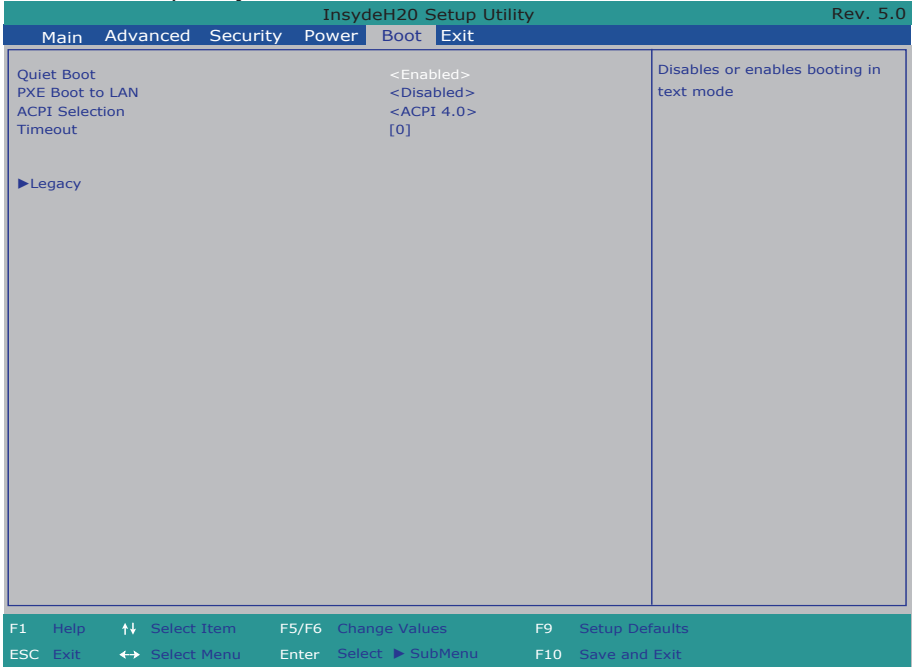 InsydeH20 Setup Utility Rev. 5.0
Main Advanced Security Power Boot Exit
Quiet Boot <Enabled>
PXE Boot to LAN <Disabled>
ACPI Selection <ACPI 4.0>
Timeout [0]
►Legacy
Disables or enables booting in
text mode
F1 Help ↑↓ Select Item F5/F6 Change Values F9 Setup Defaults
ESC Exit ←→ Select Menu Enter Select ► SubMenu F10 Save and Exit